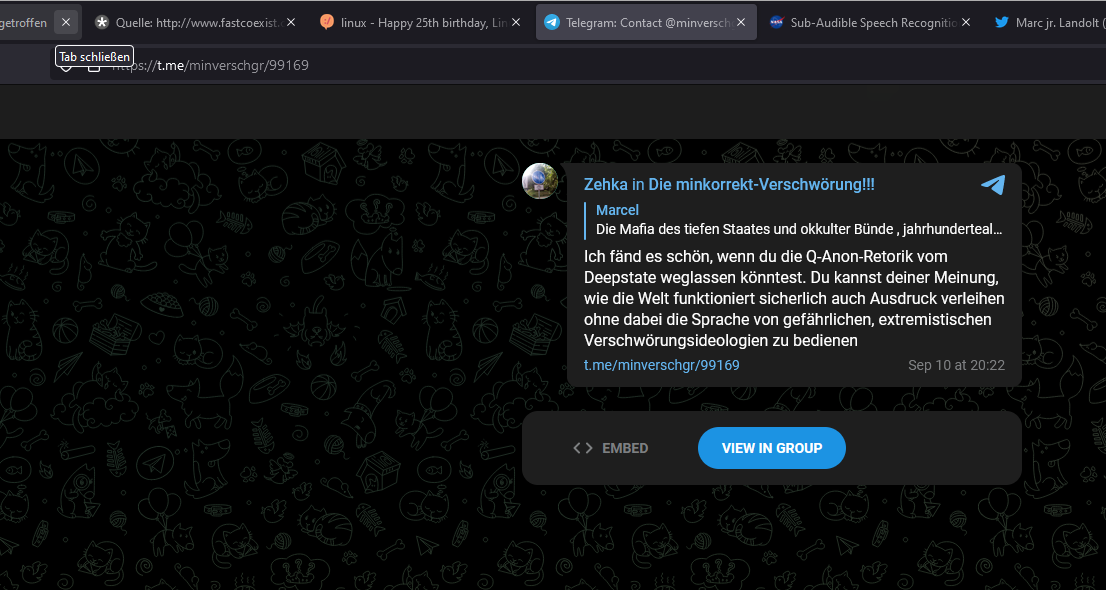 getroffen
Quelle: http://www.fastcoexist.c
linux - Happy 25th birthday, Lin
Telegram: Contact @minversch
Sub-Audible Speech Recognitio
Marc jr. Landolt (
Tab schließen
https://t.me/minverschgr/99169
Zehka in Die minkorrekt-Verschwörung!!!
Marcel
Die Mafia des tiefen Staates und okkulter Bünde , jahrhunderteal…
Ich fänd es schön, wenn du die Q-Anon-Retorik vom
Deepstate weglassen könntest. Du kannst deiner Meinung,
wie die Welt funktioniert sicherlich auch Ausdruck verleihen
ohne dabei die Sprache von gefährlichen, extremistischen
Verschwörungsideologien zu bedienen
t.me/minverschgr/99169
Sep 10 at 20:22
EMBED
VIEW IN GROUP